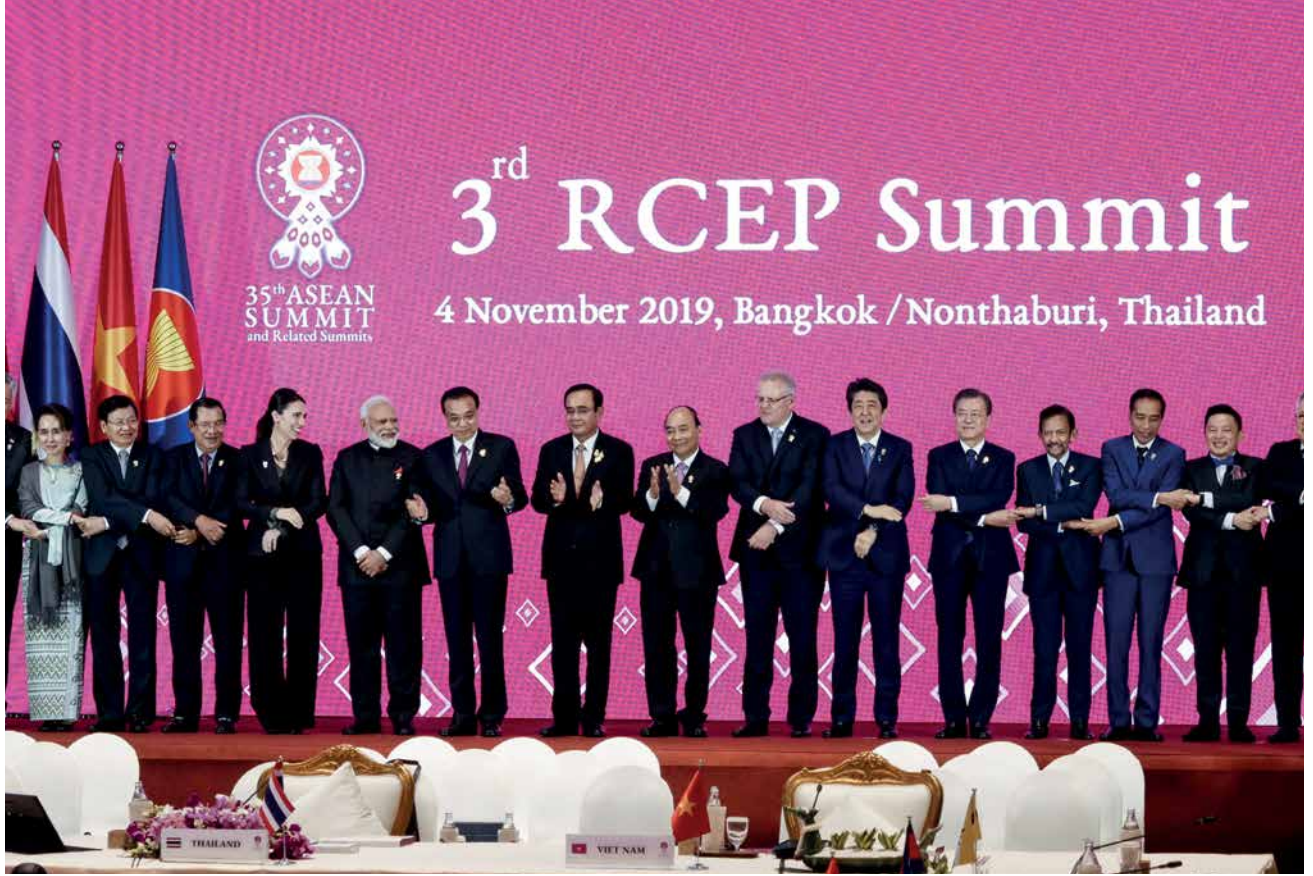 3rd RCEP Summit
4 November 2019, Bangkok / Nonthaburi, Thailand
35th ASEAN
SUMMIT
and Related Summits
THAILAND
VIET NAM